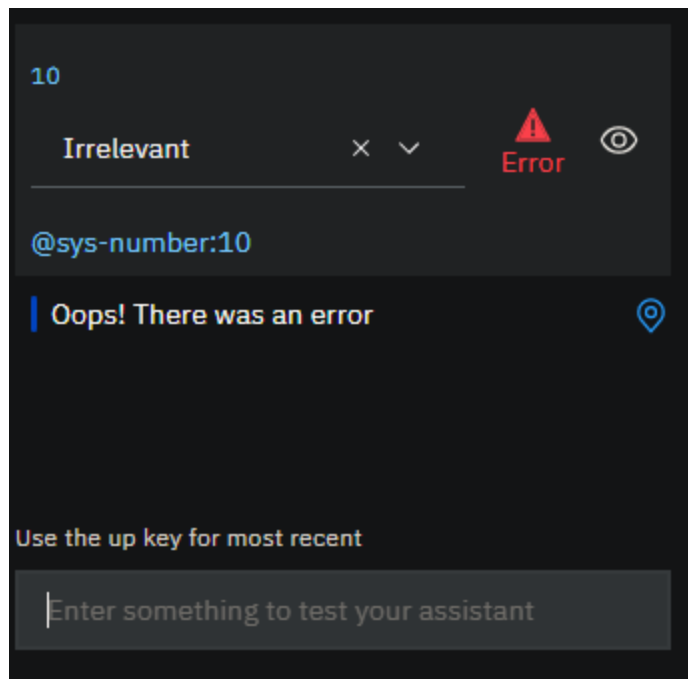 10
Irrelevant
Error
@sys-number:10
Oops! There was an error
Use the up key for most recent
Enter something to test your assistant